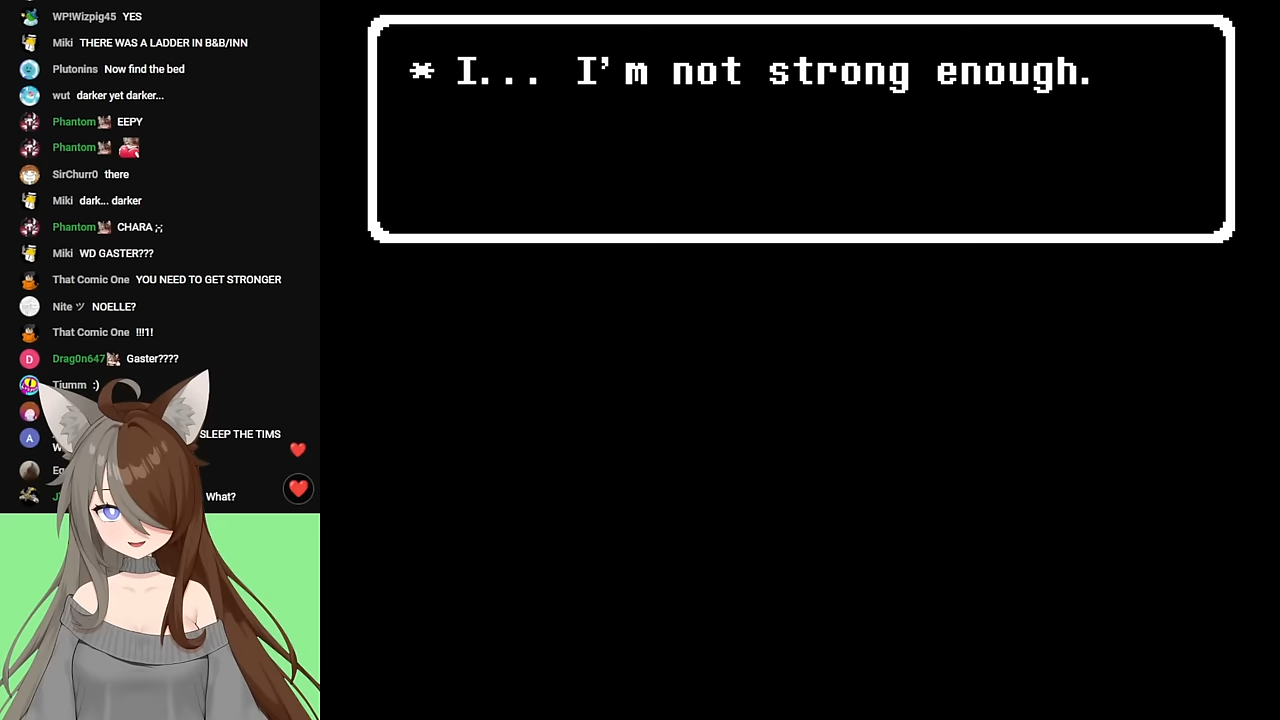 WP!Wizpig45 YES
Miki THERE WAS A LADDER IN B&B/INN
Plutonins Now find the bed
wut darker yet darker...
Phantom EEPY
Phantom
SirChurr0 there
Miki dark... darker
Phantom CHARA
Miki WD GASTER???
That Comic One YOU NEED TO GET STRONGER
Nite ツ NOELLE?
That Comic One !!!1!
D Drag0n647 Gaster????
Tiumm :)
A SLEEP THE TIMS
What?
* I... I'm not strong enough.